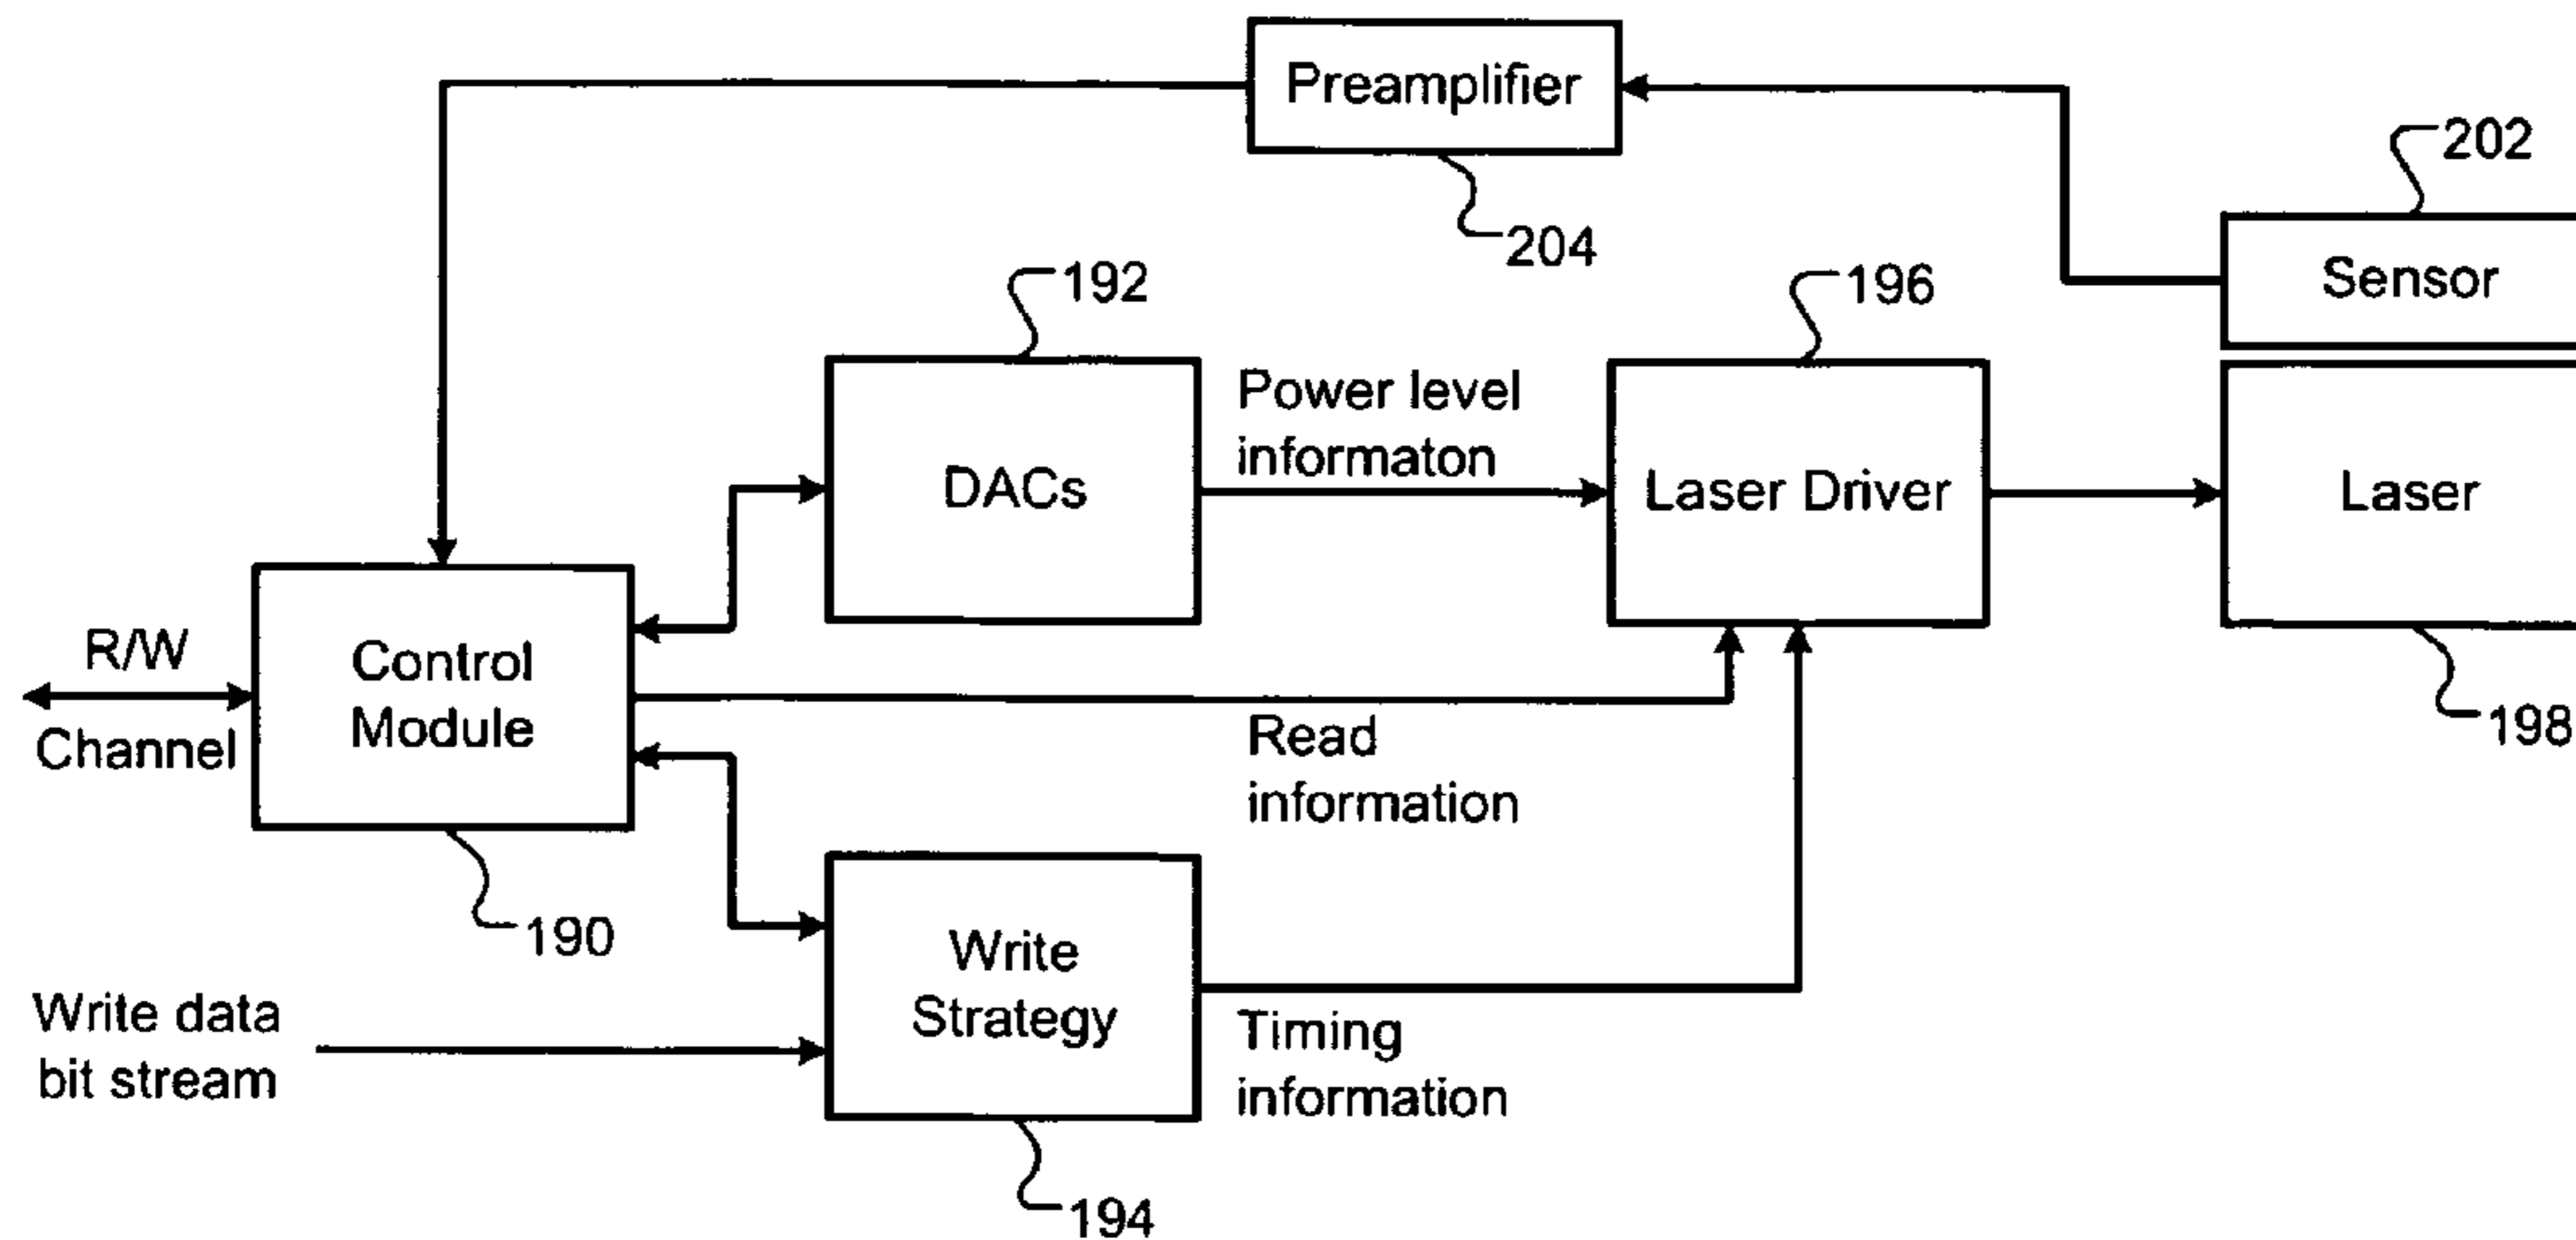 Preamplifier
202
204
Sensor
192
196
Power level
informaton
DACs
Laser Driver
Laser
R/W
Channel
Control
Module
Read
information
198
190
Write
Strategy
Write data
bit stream
Timing
information
194